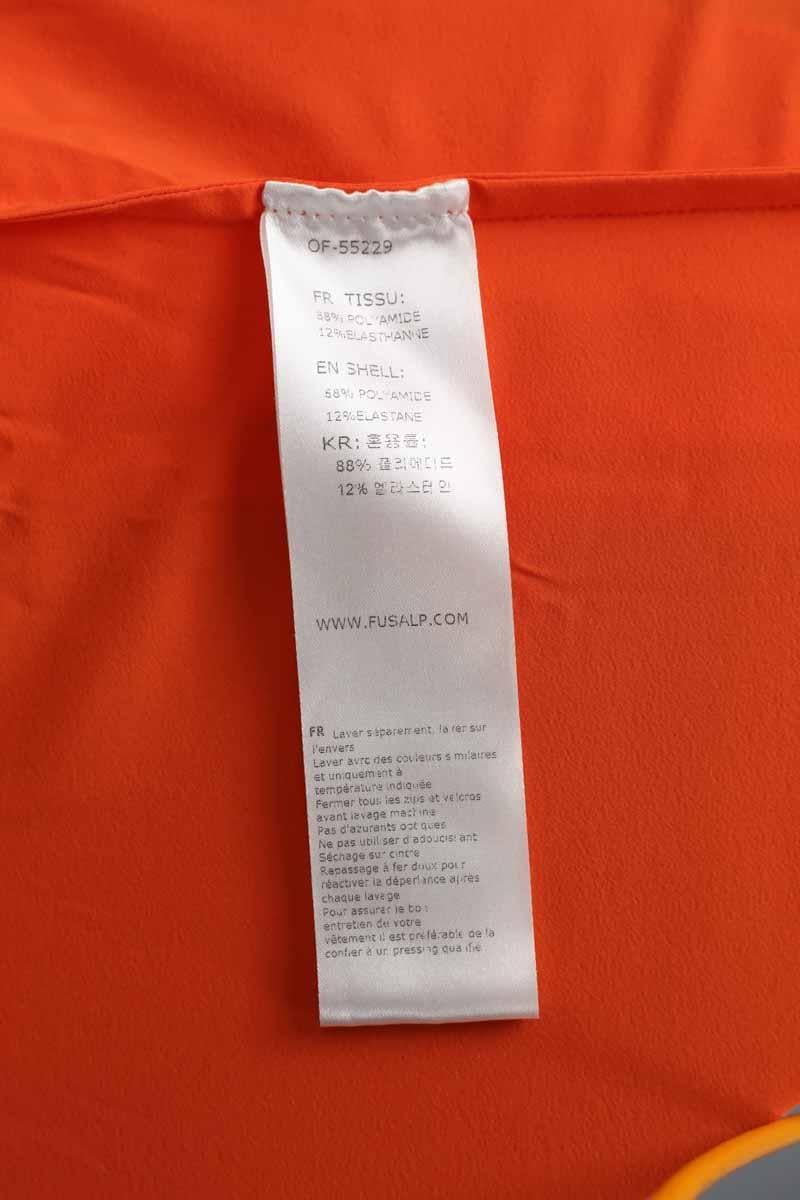 OF-55229
FR TISSU:
88% POLYAMIDE
12%ELASTHANNE
EN SHELL:
88% POLYAMIDE
12%ELASTANE
KR: 혼용률:
88% 폴리에미드
12% 엘라스테인
WWW.FUSALP.COM
FR Laver séparement, laver sur
l'envers
Laver avec des couleurs similaires
et uniquement à
température indiquée
Fermer tous les zips et velcros
avant lavage machine
Pas d'azurants optiques
Ne pas utiliser d'adoucissant
Séchage sur cintre
Repassage à fer doux pour
réactiver la déperlance après
chaque lavage
Pour assurer le bon
entretien de votre
vêtement il est préférable de la
confier à un pressing qualifié